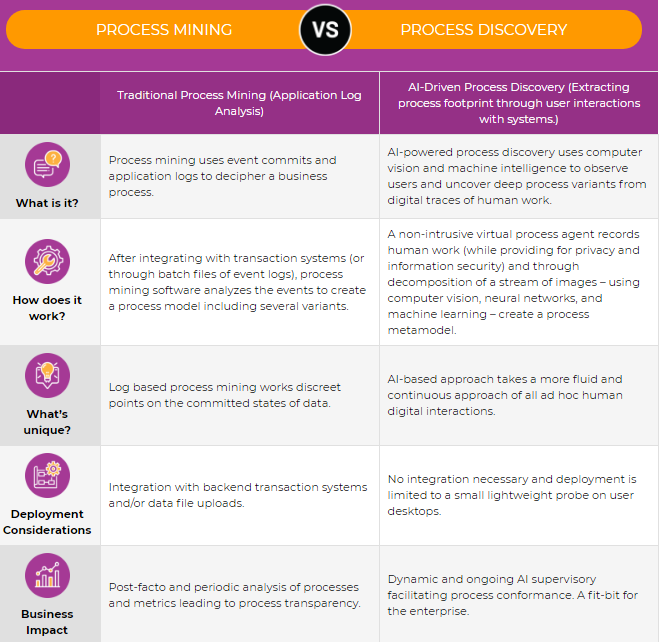 PROCESS MINING
VS
PROCESS DISCOVERY
Traditional Process Mining (Application Log
Analysis)
AI-Driven Process Discovery (Extracting
process footprint through user interactions
with systems.)
What is it?
Process mining uses event commits and
application logs to decipher a business
process.
AI-powered process discovery uses computer
vision and machine intelligence to observe
users and uncover deep process variants from
digital traces of human work.
How does it
work?
After integrating with transaction systems (or
through batch files of event logs), process
mining software analyzes the events to create
a process model including several variants.
A non-intrusive virtual process agent records
human work (while providing for privacy and
information security) and through
decomposition of a stream of images – using
computer vision, neural networks, and
machine learning – create a process
metamodel.
What's
unique?
Log based process mining works discreet
points on the committed states of data.
AI-based approach takes a more fluid and
continuous approach of all ad hoc human
digital interactions.
Deployment
Considerations
Integration with backend transaction systems
and/or data file uploads.
No integration necessary and deployment is
limited to a small lightweight probe on user
desktops.
Business
Impact
Post-facto and periodic analysis of processes
and metrics leading to process transparency.
Dynamic and ongoing AI supervisory
facilitating process conformance. A fit-bit for
the enterprise.